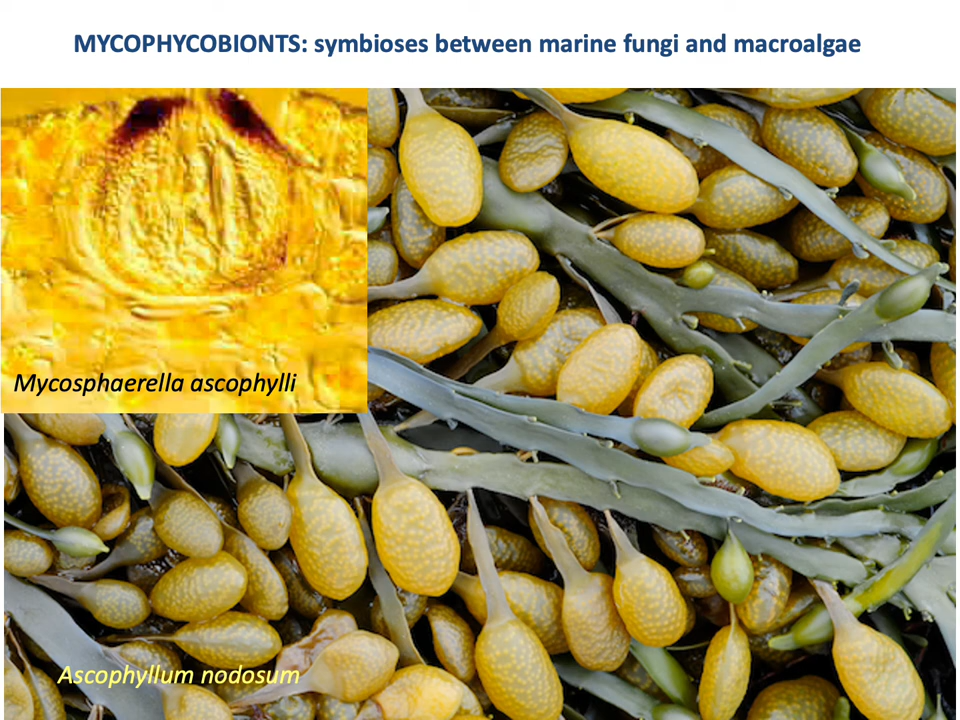 MYCOPHYCOBIONTS: symbioses between marine fungi and macroalgae
Mycosphaerella ascophylli
Ascophyllum nodosum